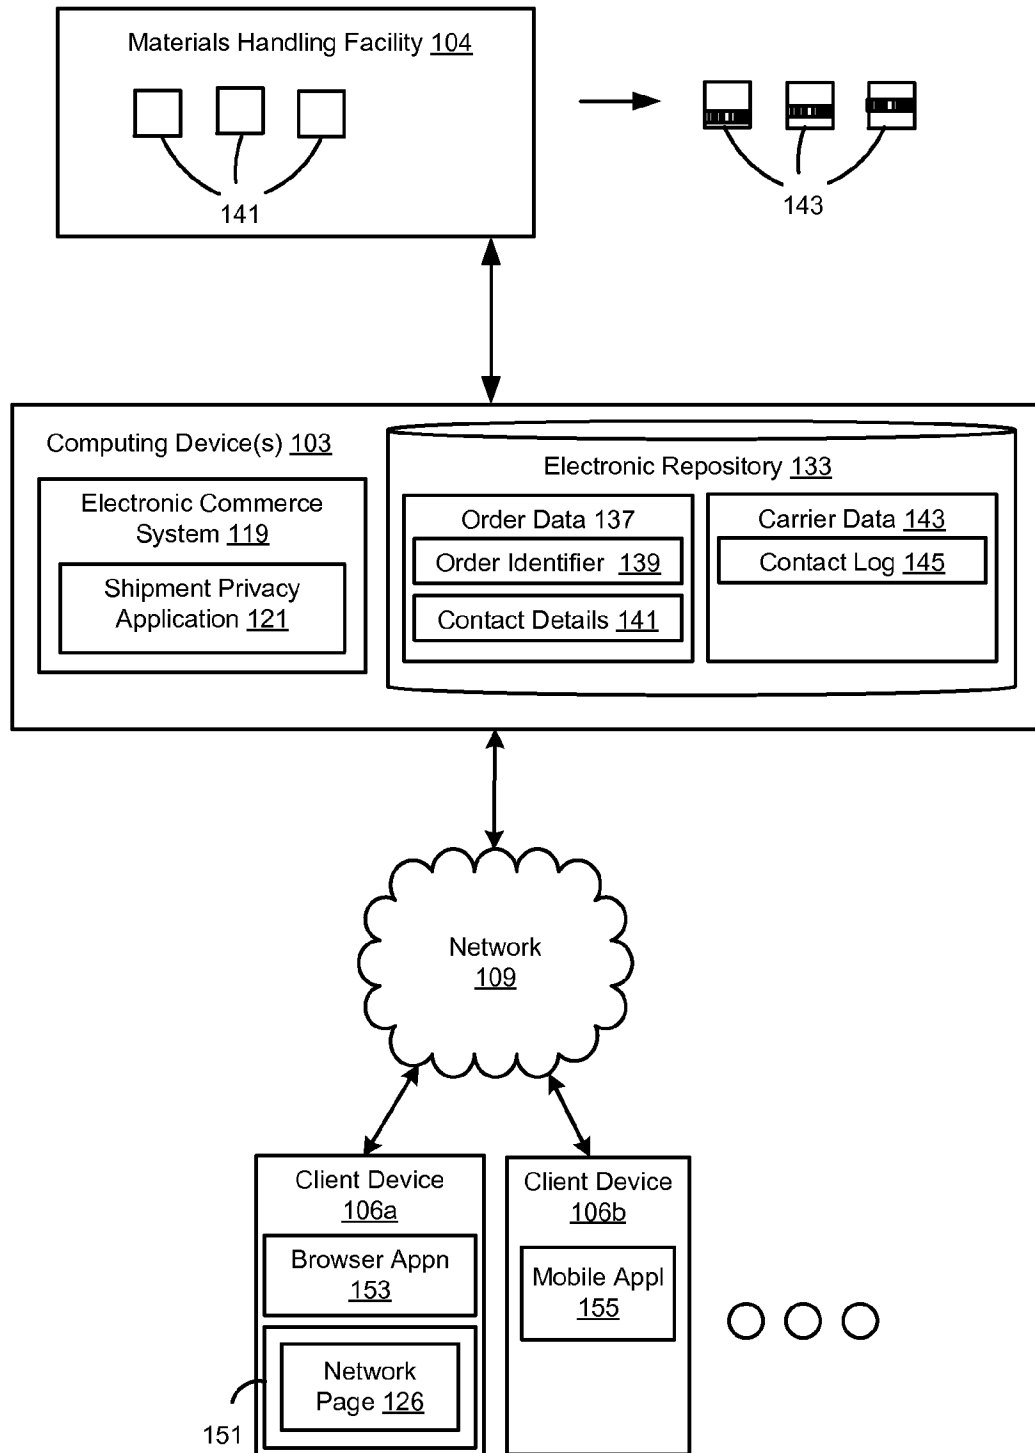 Materials Handling Facility 104
141
143
Computing Device(s) 103
Electronic Commerce
System 119
Shipment Privacy
Application 121
Electronic Repository 133
Order Data 137
Order Identifier 139
Contact Details 141
Carrier Data 143
Contact Log 145
Network
109
Client Device
106a
Browser Appn
153
Network
Page 126
151
Client Device
106b
Mobile Appl
155